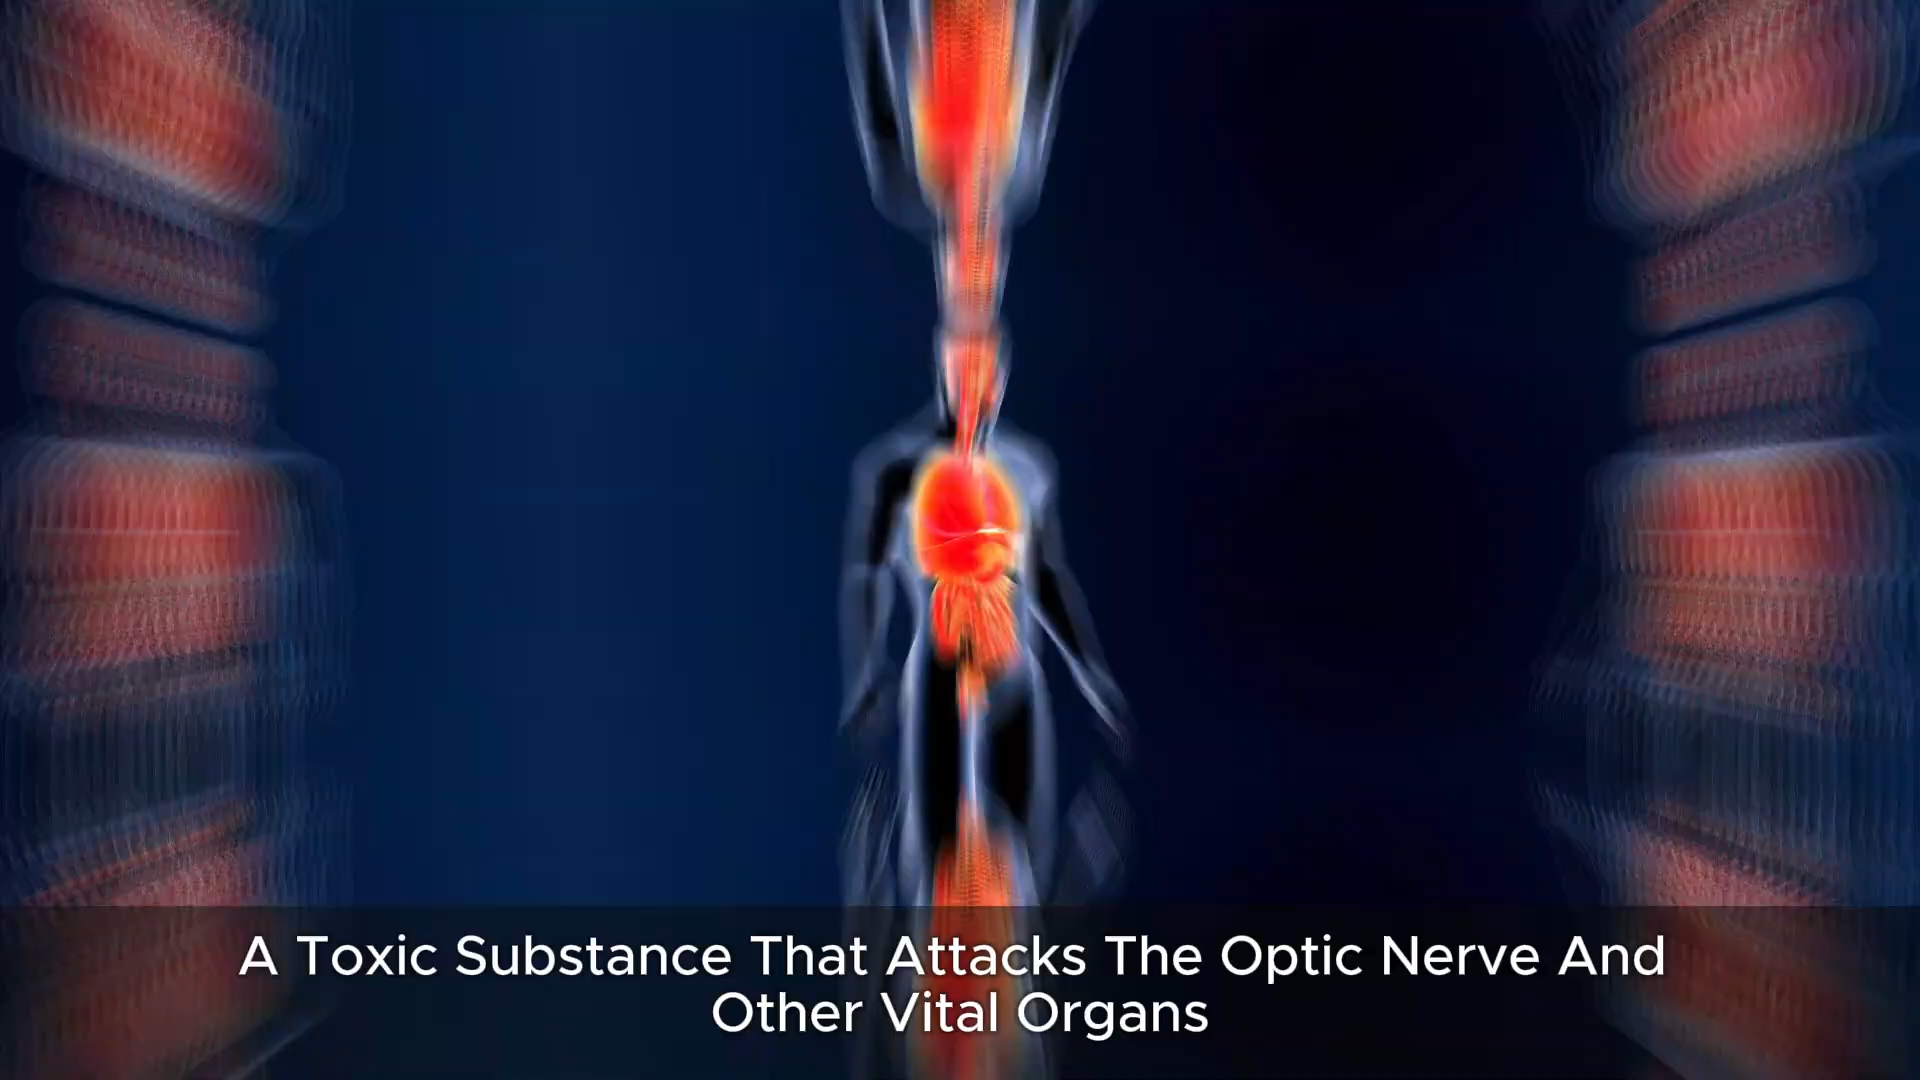 A Toxic Substance That Attacks The Optic Nerve And
Other Vital Organs